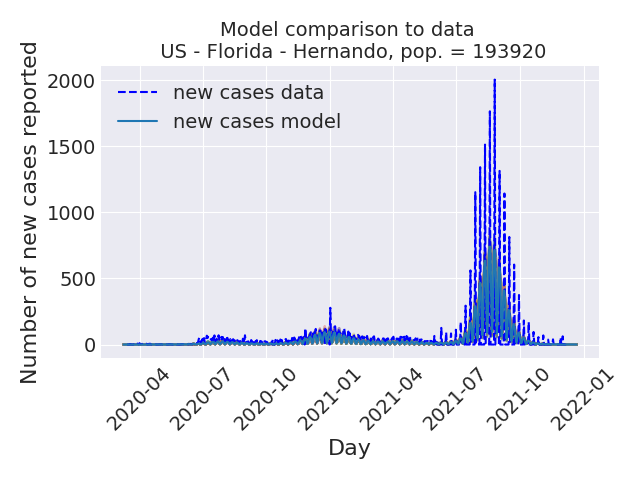 Model comparison to data
US - Florida - Hernando, pop. = 193920
Number of new cases reported
2000
1500
1000
500
0
new cases data
new cases model
2020-04
2020-07
2020-10
2021-01
2021-04
2021-07
2021-10
2022-01
Day